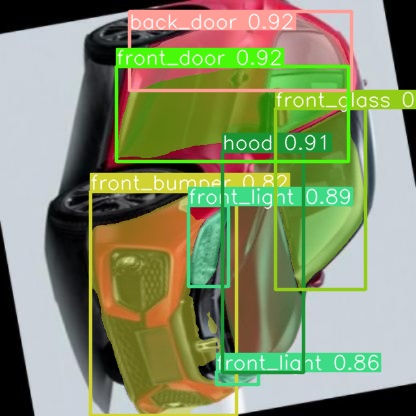 back_door 0.92
front_door 0.92
front_glass 0
hood 0.91
front_bumper 0.82
front_light 0.89
front_light 0.86